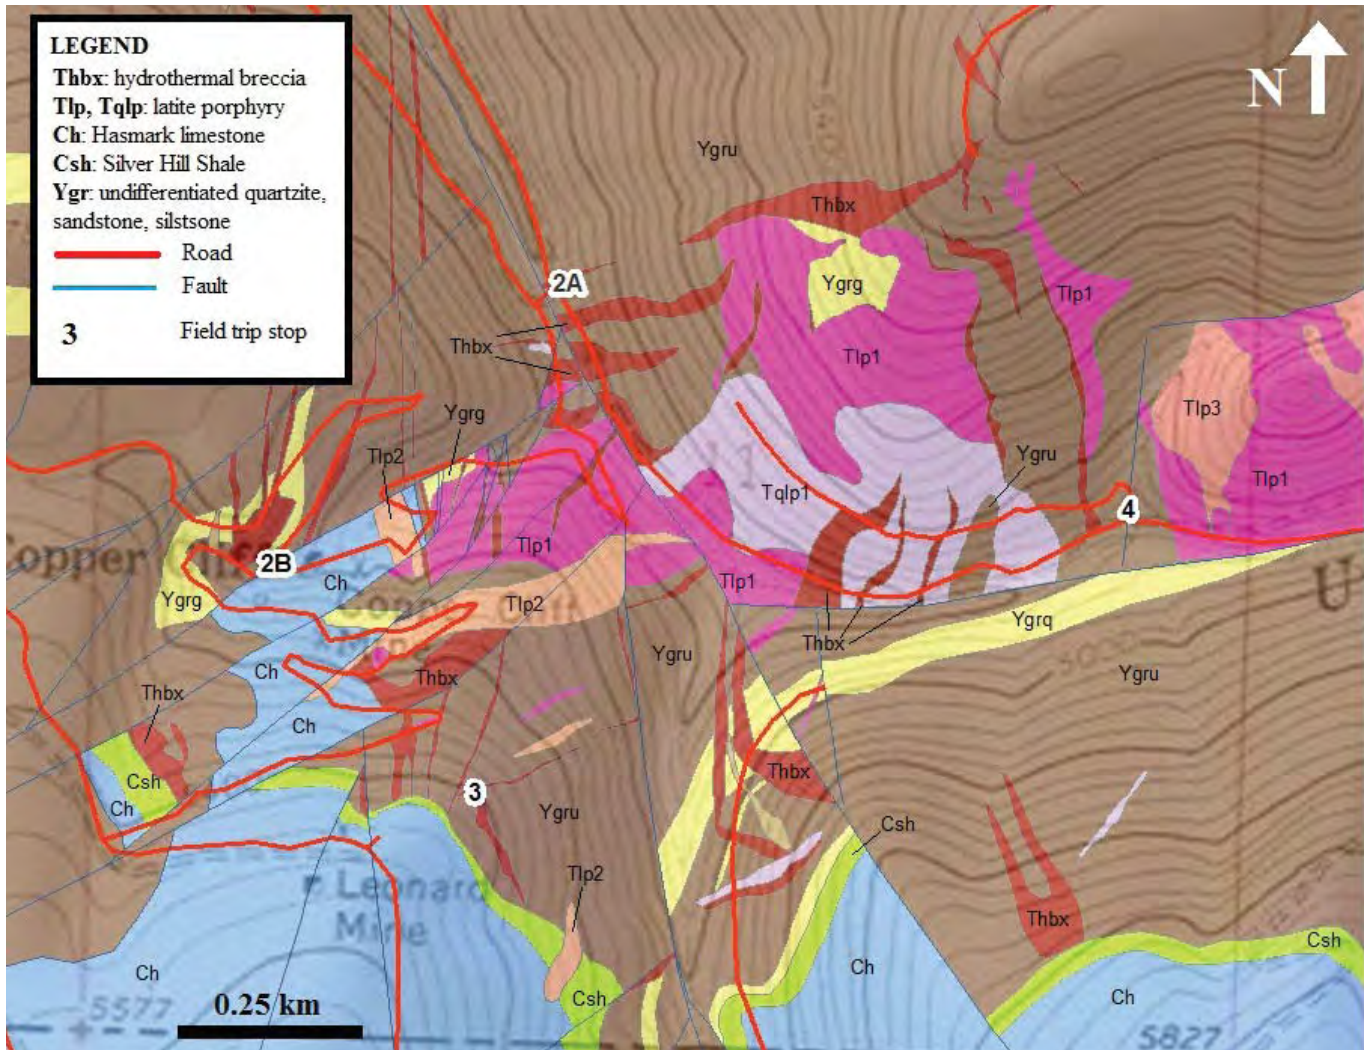 LEGEND
Thbx: hydrothermal breccia
Tlp, Tqlp: latite porphyry
Ch: Hasmark limestone
Csh: Silver Hill Shale
Ygr: undifferentiated quartzite,
sandstone, silstsone
Road
Fault
3 Field trip stop
N
Ygru
Thbx
2A
Ygrg
Tlp1
Thbx
Tlp1
Ygrg
Tlp3
Tlp2
Ygru
Tqlp1
Tlp1
4
Tlp1
2B
Ch
Tlp1
Ygrg
Tlp2
Thbx
Ygrq
Ygru
Ch
Thbx
Ygru
Thbx
Ch
Thbx
Csh
3
Ch
Ygru
Csh
Tlp2
Leonard
Mine
Thbx
Csh
Ch
Ch
Csh
Ch
5577
0.25 km
5827